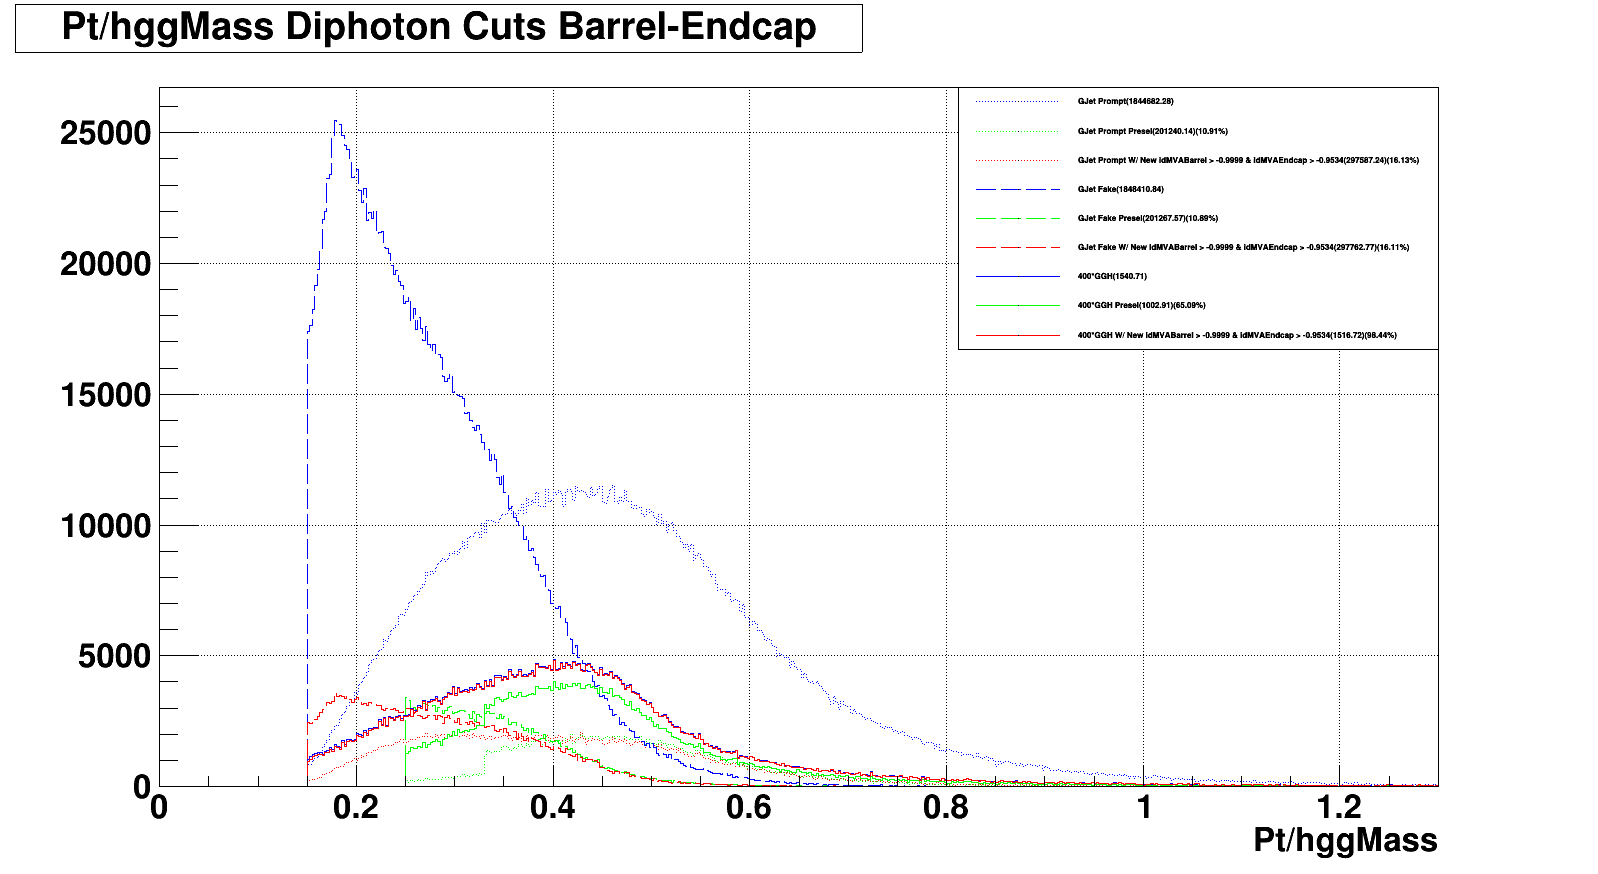 Pt/hggMass Diphoton Cuts Barrel-Endcap
GJet Prompt(1844682.28)
GJet Prompt Presel(201240.14)(10.91%)
GJet Prompt W/ New idMVABarrel > -0.9999 & idMVAEndcap > -0.9534(297587.24)(16.13%)
GJet Fake(1848410.84)
GJet Fake Presel(201267.57)(10.89%)
GJet Fake W/ New idMVABarrel > -0.9999 & idMVAEndcap > -0.9534(297762.77)(16.11%)
400*GGH(1540.71)
400*GGH Presel(1002.91)(65.09%)
400*GGH W/ New idMVABarrel > -0.9999 & idMVAEndcap > -0.9534(1516.72)(98.44%)
25000
20000
15000
10000
5000
0
0 0.2 0.4 0.6 0.8 1 1.2
Pt/hggMass